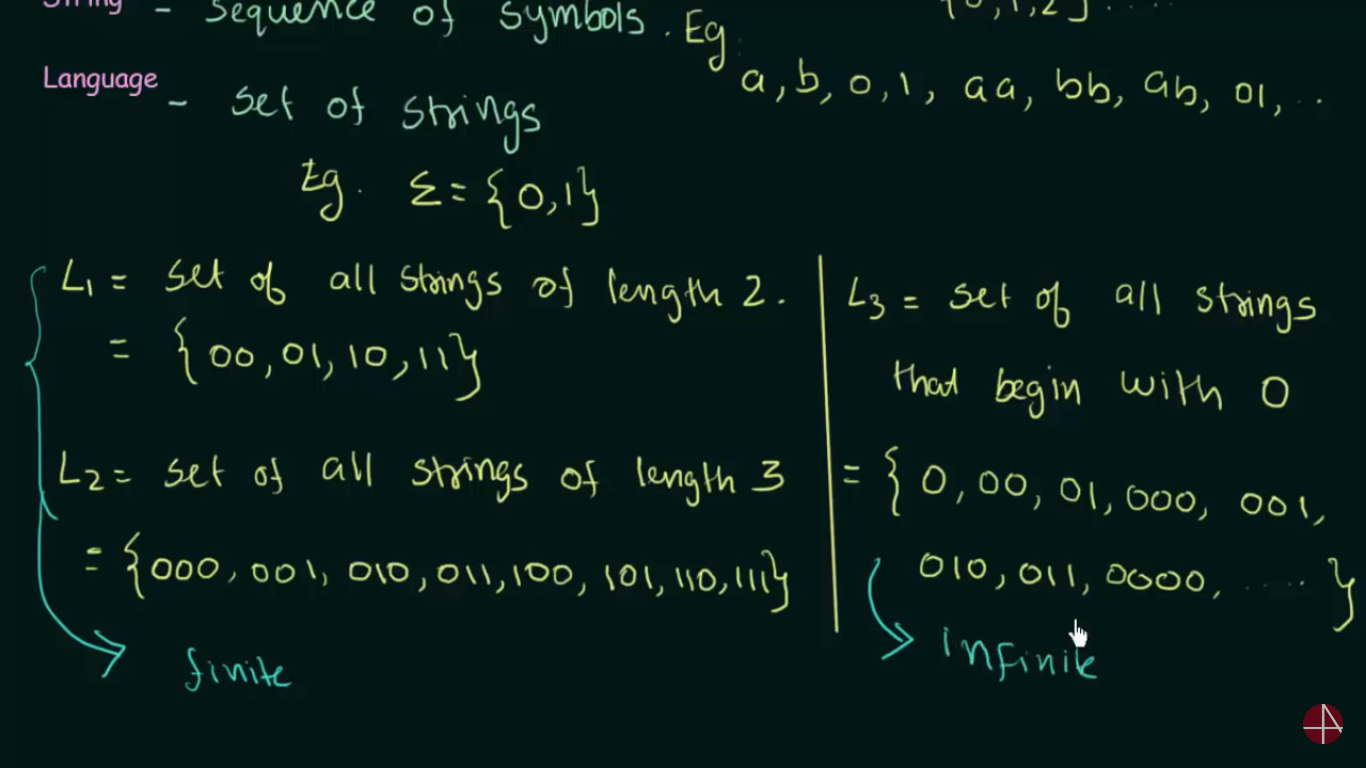 String - Sequence of Symbols. Eg
{0,1,2} ....
a, b, 0, 1, aa, bb, ab, 01, ..
Language - Set of strings
Eg. Σ = {0,1}
L1 = set of all strings of length 2.
= {00, 01, 10, 11}
L2 = set of all strings of length 3
= {000, 001, 010, 011, 100, 101, 110, 111}
finite
L3 = set of all strings
that begin with 0
= {0, 00, 01, 000, 001,
010, 011, 0000, ..... }
infinite